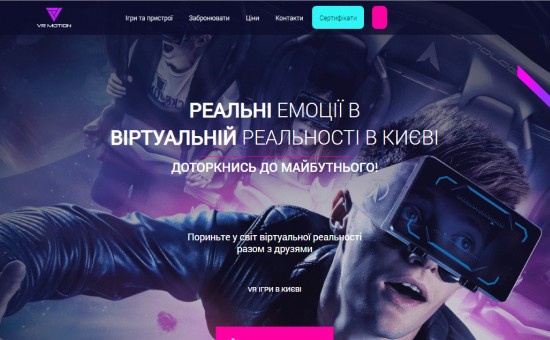 VR MOTION
Ігри та пристрої Забронювати Ціни Контакти Сертифікати
РЕАЛЬНІ ЕМОЦІЇ В
ВІРТУАЛЬНІЙ РЕАЛЬНОСТІ В КИЄВІ
ДОТОРКНИСЬ ДО МАЙБУТНЬОГО!
Пориньте у світ віртуальної реальності
разом з друзями
VR ІГРИ В КИЄВІ